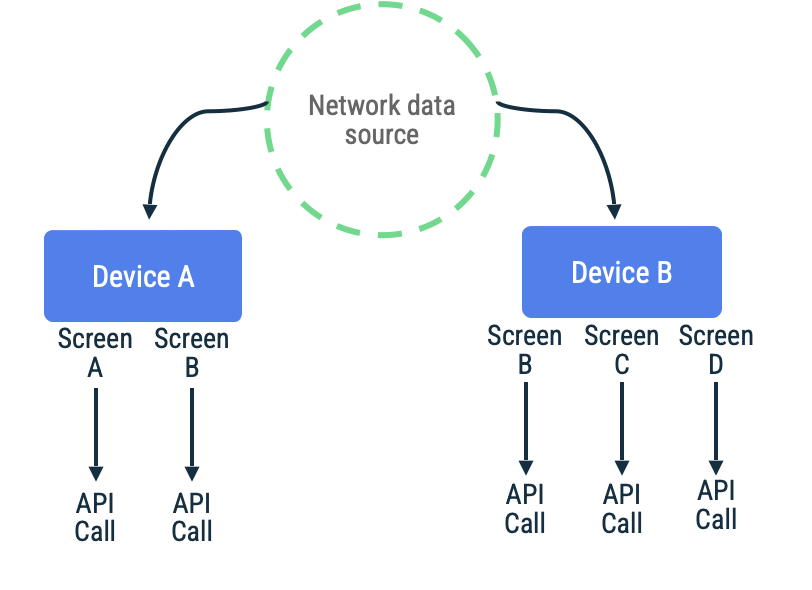 Network data
source
Device A
Device B
Screen
A
Screen
B
Screen
B
Screen
C
Screen
D
API
Call
API
Call
API
Call
API
Call
API
Call